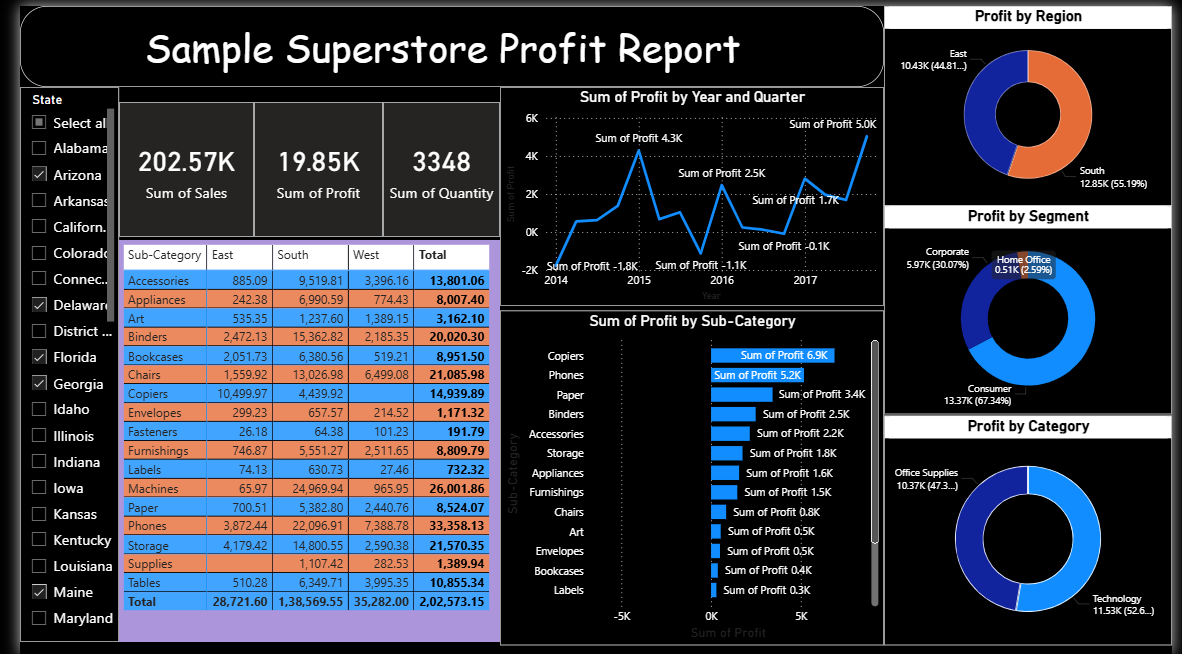 Sample Superstore Profit Report
State
Select all
Alabama
Arizona
Arkansas
Californ...
Colorado
Connec...
Delaware
District ...
Florida
Georgia
Idaho
Illinois
Indiana
Iowa
Kansas
Kentucky
Louisiana
Maine
Maryland
202.57K
Sum of Sales
19.85K
Sum of Profit
3348
Sum of Quantity
Sub-Category East South West Total
Accessories 885.09 9,519.81 3,396.16 13,801.06
Appliances 242.38 6,990.59 774.43 8,007.40
Art 535.35 1,237.60 1,389.15 3,162.10
Binders 2,472.13 15,362.82 2,185.35 20,020.30
Bookcases 2,051.73 6,380.56 519.21 8,951.50
Chairs 1,559.92 13,026.98 6,499.08 21,085.98
Copiers 10,499.97 4,439.92 14,939.89
Envelopes 299.23 657.57 214.52 1,171.32
Fasteners 26.18 64.38 101.23 191.79
Furnishings 746.87 5,551.27 2,511.65 8,809.79
Labels 74.13 630.73 27.46 732.32
Machines 65.97 24,969.94 965.95 26,001.86
Paper 700.51 5,382.80 2,440.76 8,524.07
Phones 3,872.44 22,096.91 7,388.78 33,358.13
Storage 4,179.42 14,800.55 2,590.38 21,570.35
Supplies 1,107.42 282.53 1,389.94
Tables 510.28 6,349.71 3,995.35 10,855.34
Total 28,721.60 1,38,569.55 35,282.00 2,02,573.15
Sum of Profit by Year and Quarter
Sum of Profit
6K
4K
2K
0K
-2K
Sum of Profit -1.8K
Sum of Profit 4.3K
Sum of Profit -1.1K
Sum of Profit 2.5K
Sum of Profit -0.1K
Sum of Profit 1.7K
Sum of Profit 5.0K
2014 2015 2016 2017
Year
Sum of Profit by Sub-Category
Sub-Category
Copiers Sum of Profit 6.9K
Phones Sum of Profit 5.2K
Paper Sum of Profit 3.4K
Binders Sum of Profit 2.5K
Accessories Sum of Profit 2.2K
Storage Sum of Profit 1.8K
Appliances Sum of Profit 1.6K
Furnishings Sum of Profit 1.5K
Chairs Sum of Profit 0.8K
Art Sum of Profit 0.5K
Envelopes Sum of Profit 0.5K
Bookcases Sum of Profit 0.4K
Labels Sum of Profit 0.3K
-5K 0K 5K
Sum of Profit
Profit by Region
East
10.43K (44.81...)
South
12.85K (55.19%)
Profit by Segment
Corporate
5.97K (30.07%)
Home Office
0.51K (2.59%)
Consumer
13.37K (67.34%)
Profit by Category
Office Supplies
10.37K (47.3...)
Technology
11.53K (52.6...)